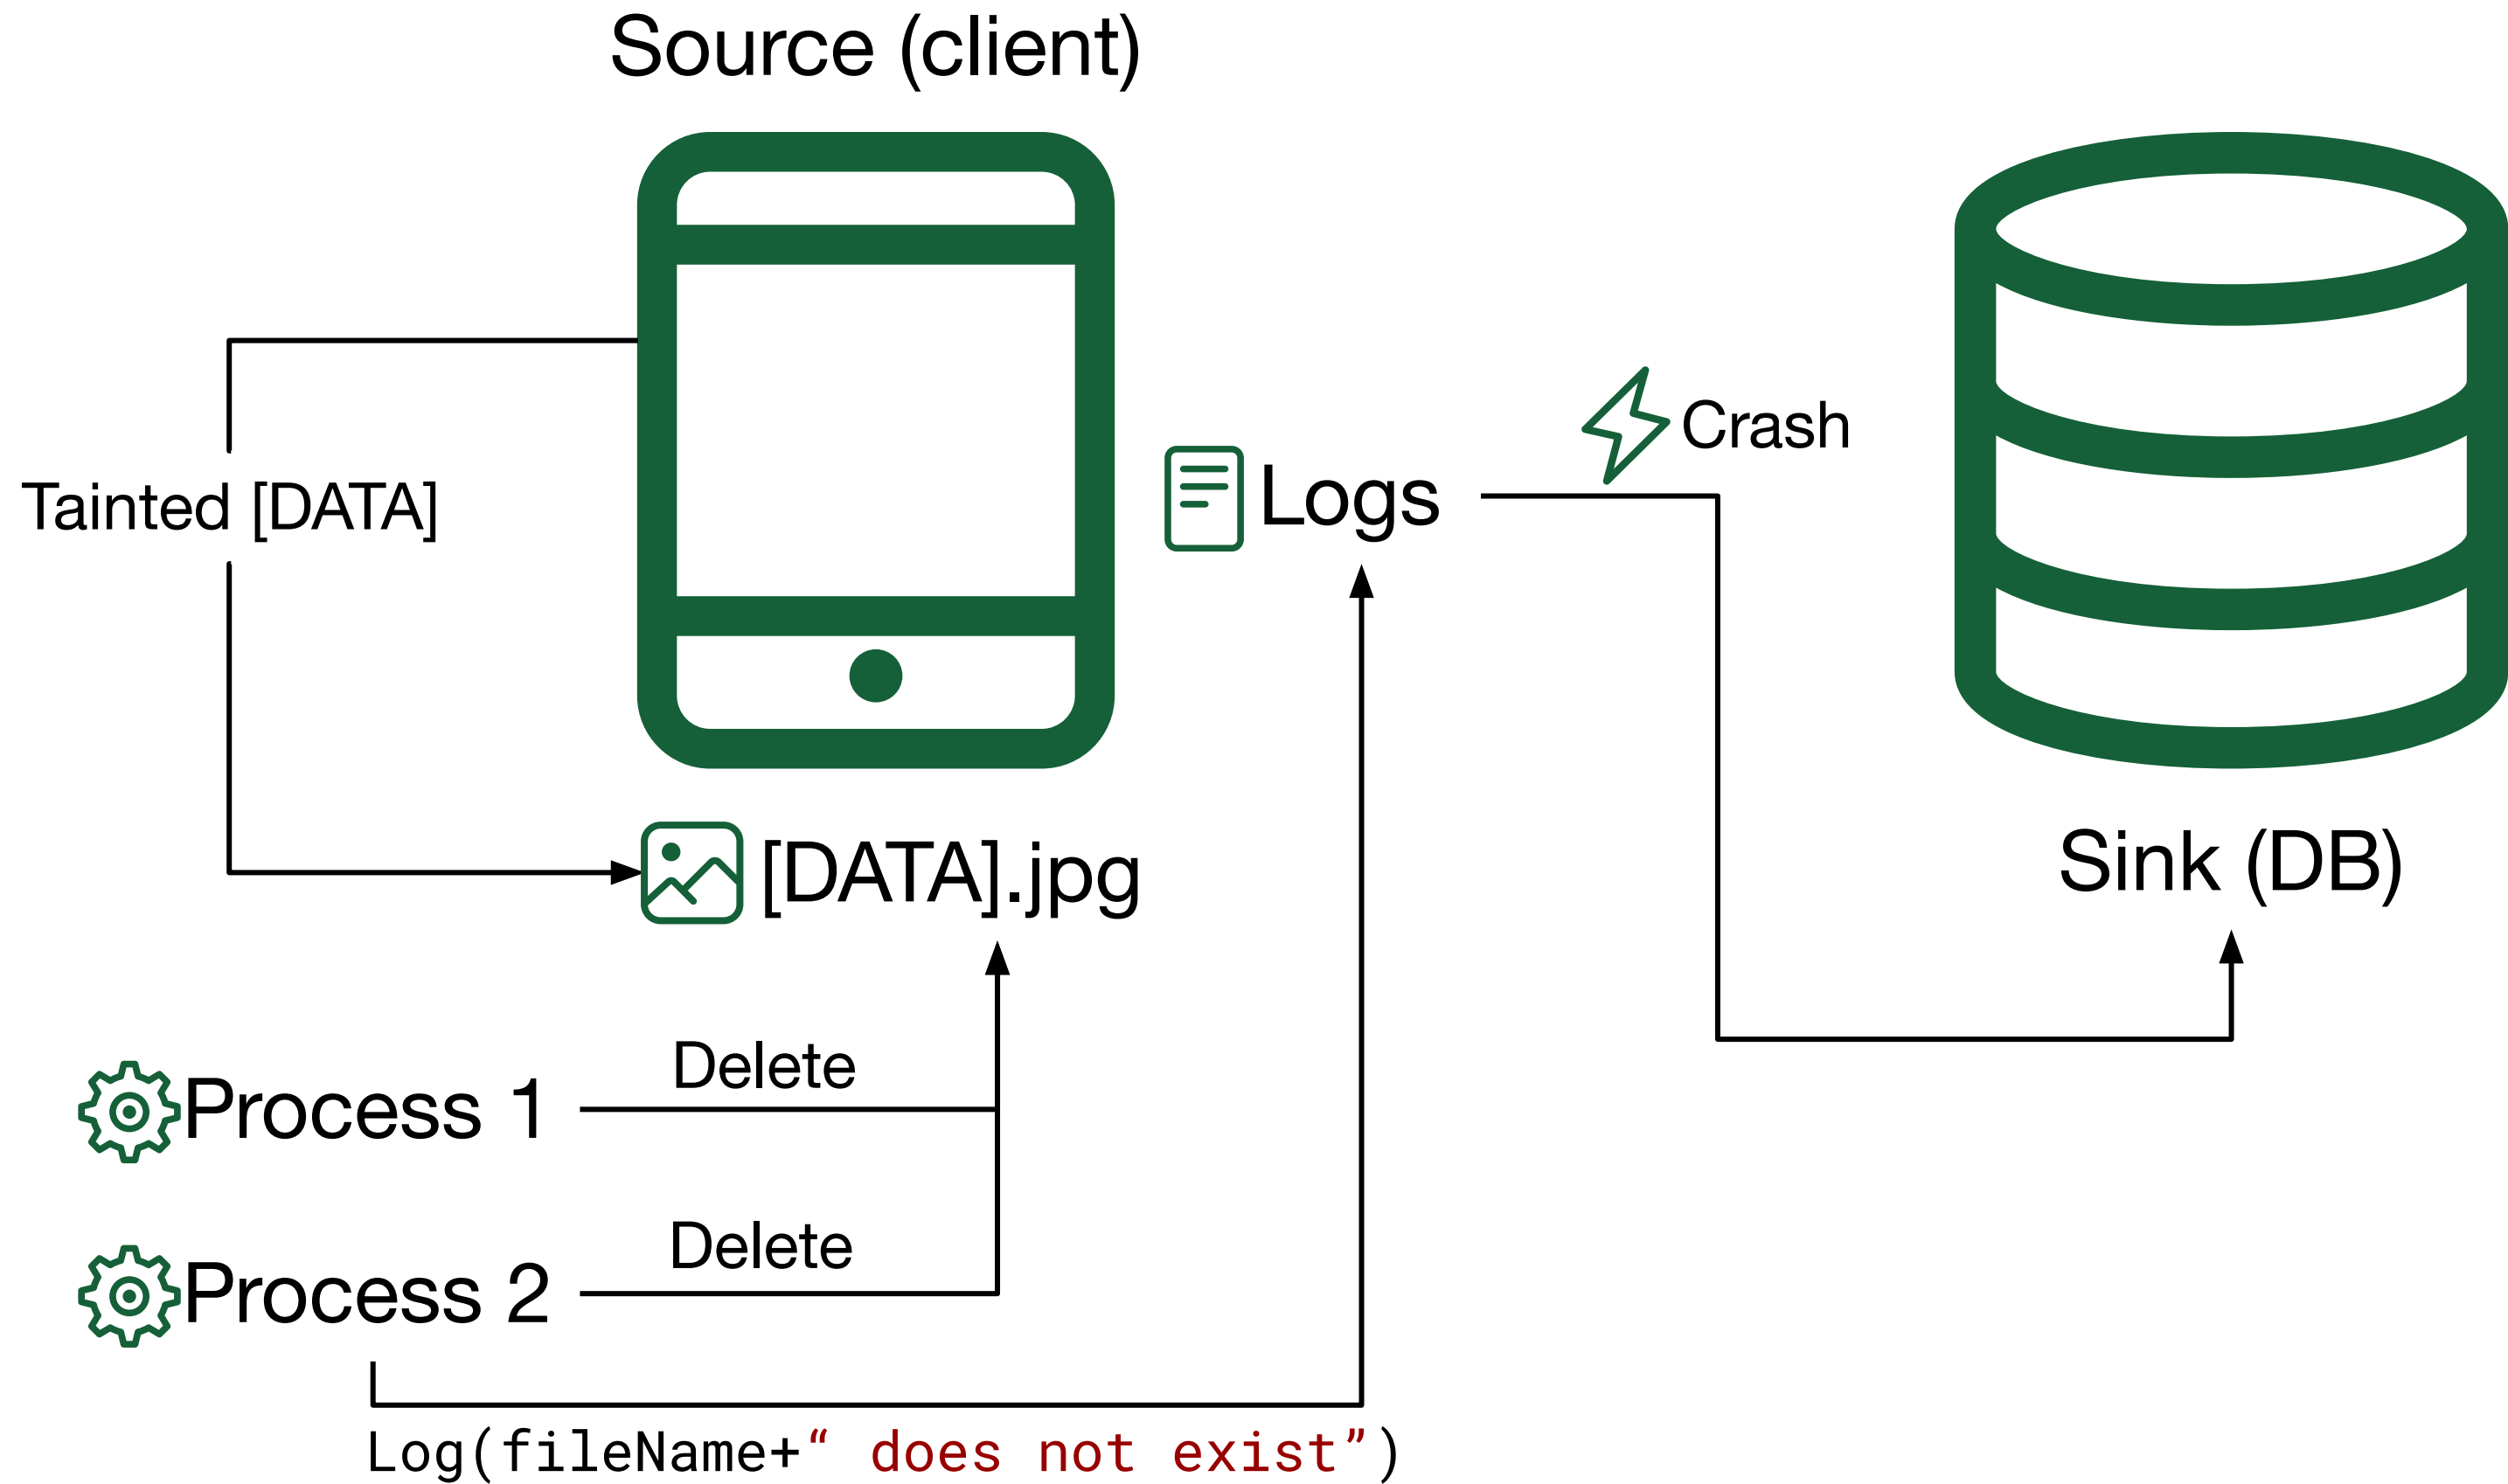 Source (client)
Crash
Logs
Tainted [DATA]
[DATA].jpg
Sink (DB)
Delete
Process 1
Delete
Process 2
Log(fileName+“ does not exist”)